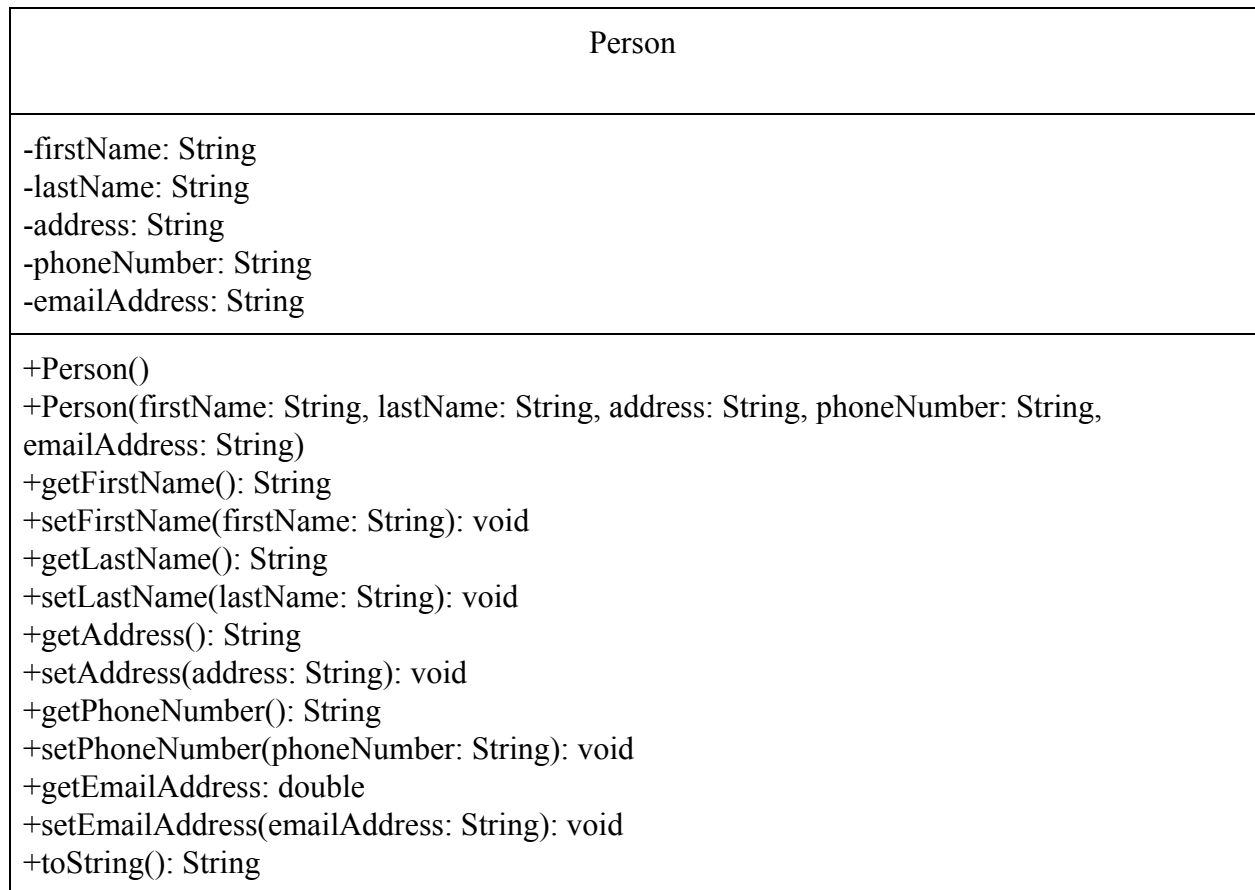 Person
-firstName: String
-lastName: String
-address: String
-phoneNumber: String
-emailAddress: String
+Person()
+Person(firstName: String, lastName: String, address: String, phoneNumber: String,
emailAddress: String)
+getFirstName(): String
+setFirstName(firstName: String): void
+getLastName(): String
+setLastName(lastName: String): void
+getAddress(): String
+setAddress(address: String): void
+getPhoneNumber(): String
+setPhoneNumber(phoneNumber: String): void
+getEmailAddress: double
+setEmailAddress(emailAddress: String): void
+toString(): String